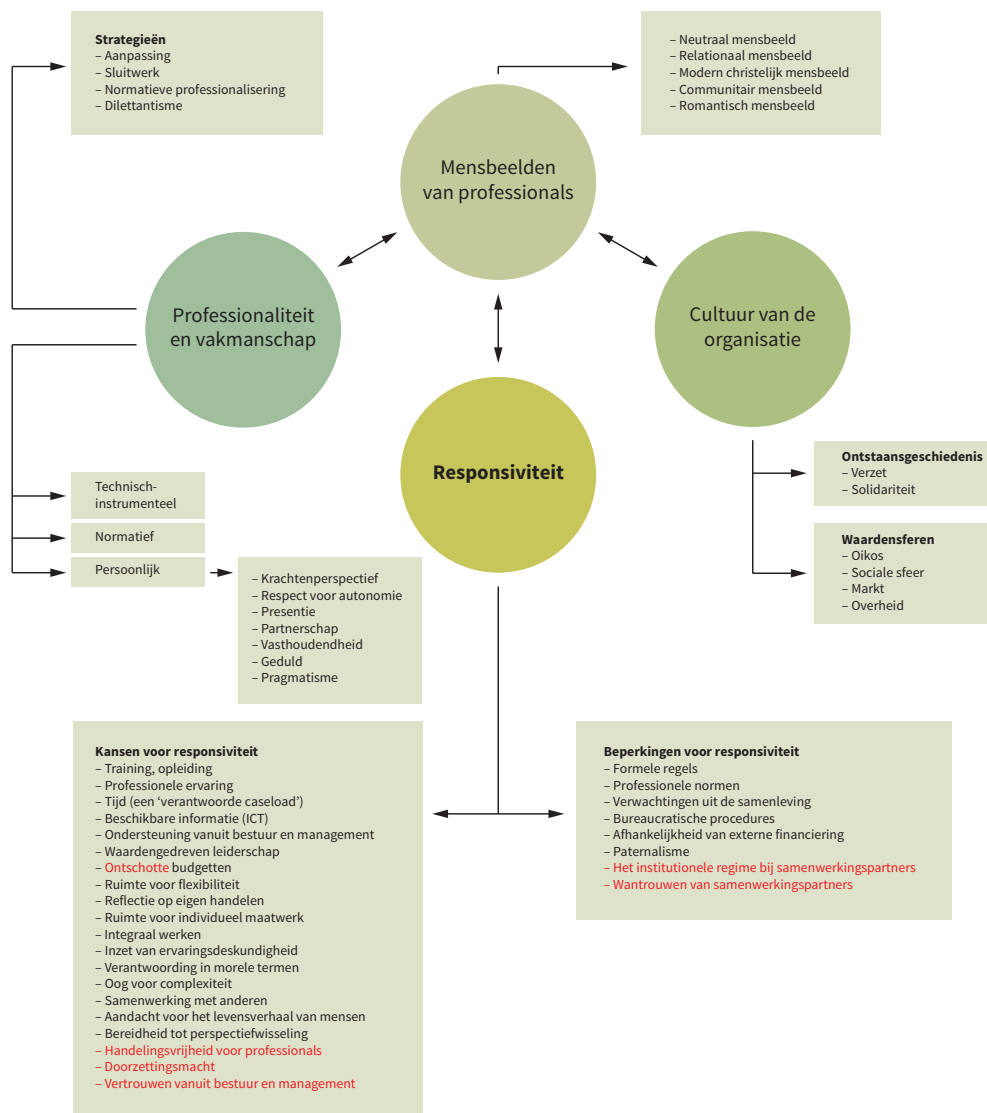 Strategieën
– Aanpassing
– Sluitwerk
– Normatieve professionalisering
– Dilettantisme
– Neutraal mensbeeld
– Relationaal mensbeeld
– Modern christelijk mensbeeld
– Communitair mensbeeld
– Romantisch mensbeeld
Mensbeelden
van professionals
Professionaliteit
en vakmanschap
Cultuur van de
organisatie
Responsiviteit
Ontstaansgeschiedenis
– Verzet
– Solidariteit
Waardensferen
– Oikos
– Sociale sfeer
– Markt
– Overheid
Technisch-
instrumenteel
Normatief
Persoonlijk
– Krachtenperspectief
– Respect voor autonomie
– Presentie
– Partnerschap
– Vasthoudendheid
– Geduld
– Pragmatisme
Kansen voor responsiviteit
– Training, opleiding
– Professionele ervaring
– Tijd (een ‘verantwoorde caseload’)
– Beschikbare informatie (ICT)
– Ondersteuning vanuit bestuur en management
– Waardengedreven leiderschap
– Ontschotte budgetten
– Ruimte voor flexibiliteit
– Reflectie op eigen handelen
– Ruimte voor individueel maatwerk
– Integraal werken
– Inzet van ervaringsdeskundigheid
– Verantwoording in morele termen
– Oog voor complexiteit
– Samenwerking met anderen
– Aandacht voor het levensverhaal van mensen
– Bereidheid tot perspectiefwisseling
– Handelingsvrijheid voor professionals
– Doorzettingsmacht
– Vertrouwen vanuit bestuur en management
Beperkingen voor responsiviteit
– Formele regels
– Professionele normen
– Verwachtingen uit de samenleving
– Bureaucratische procedures
– Afhankelijkheid van externe financiering
– Paternalisme
– Het institutionele regime bij samenwerkingspartners
– Wantrouwen van samenwerkingspartners